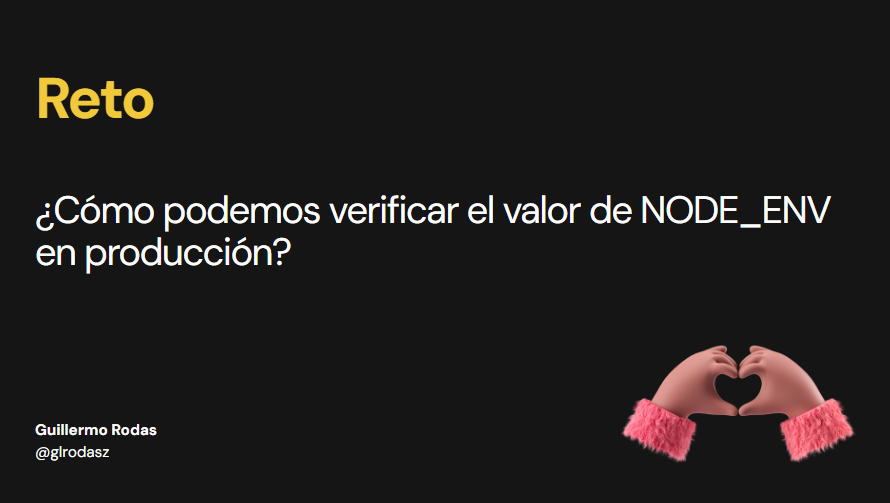 Reto
¿Cómo podemos verificar el valor de NODE_ENV
en producción?
Guillermo Rodas
@glrodasz